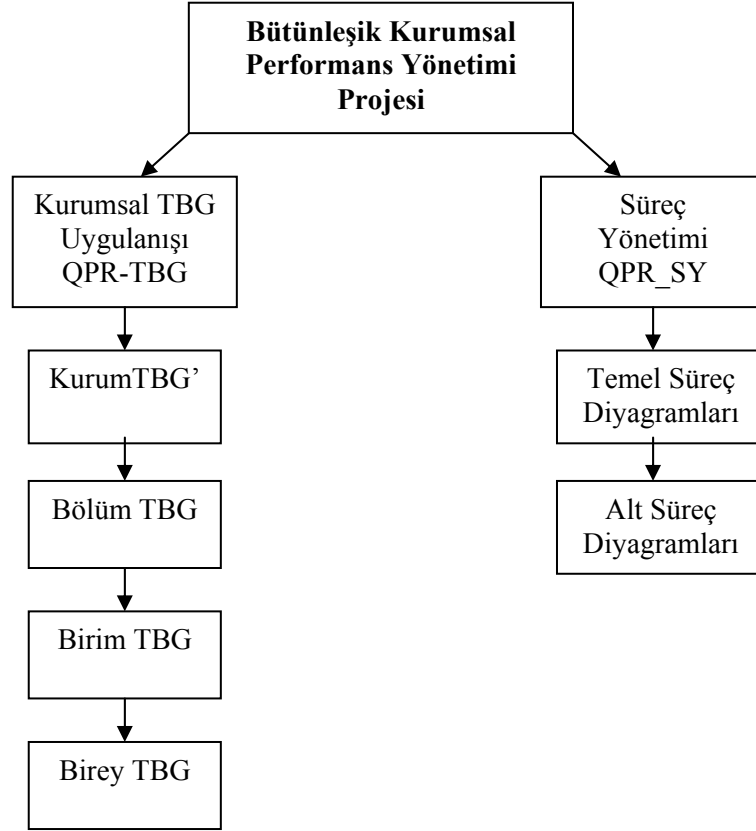 Bütünleşik Kurumsal
Performans Yönetimi
Projesi
Kurumsal TBG
Uygulanışı
QPR-TBG
Süreç
Yönetimi
QPR_SY
KurumTBG’
Temel Süreç
Diyagramları
Bölüm TBG
Alt Süreç
Diyagramları
Birim TBG
Birey TBG